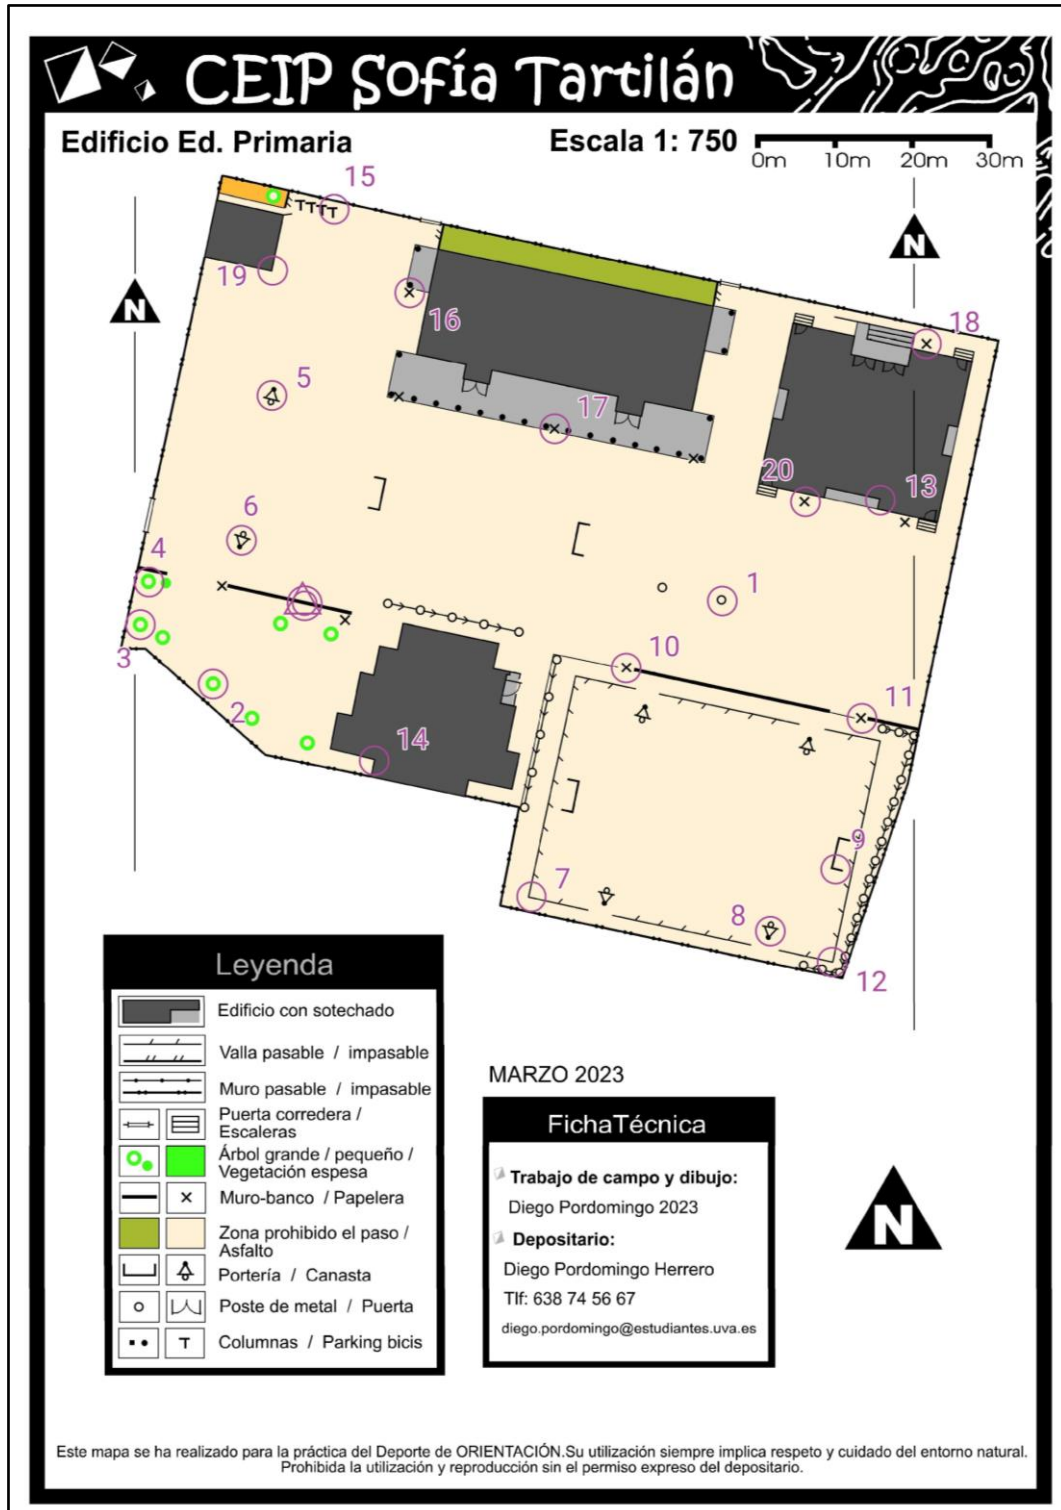 CEIP Sofía Tartilán
Edificio Ed. Primaria
Escala 1: 750
0m 10m 20m 30m
15
N
19
N
16
18
5
17
20
13
6
4
1
3
10
2
11
14
9
7
8
12
Leyenda
Edificio con sotechado
Valla pasable / impasable
Muro pasable / impasable
Puerta corredera /
Escaleras
Árbol grande / pequeño /
Vegetación espesa
Muro-banco / Papelera
Zona prohibido el paso /
Asfalto
Portería / Canasta
Poste de metal / Puerta
Columnas / Parking bicis
MARZO 2023
FichaTécnica
Trabajo de campo y dibujo:
Diego Pordomingo 2023
Depositario:
Diego Pordomingo Herrero
Tlf: 638 74 56 67
diego.pordomingo@estudiantes.uva.es
N
Este mapa se ha realizado para la práctica del Deporte de ORIENTACIÓN.Su utilización siempre implica respeto y cuidado del entorno natural.
Prohibida la utilización y reproducción sin el permiso expreso del depositario.